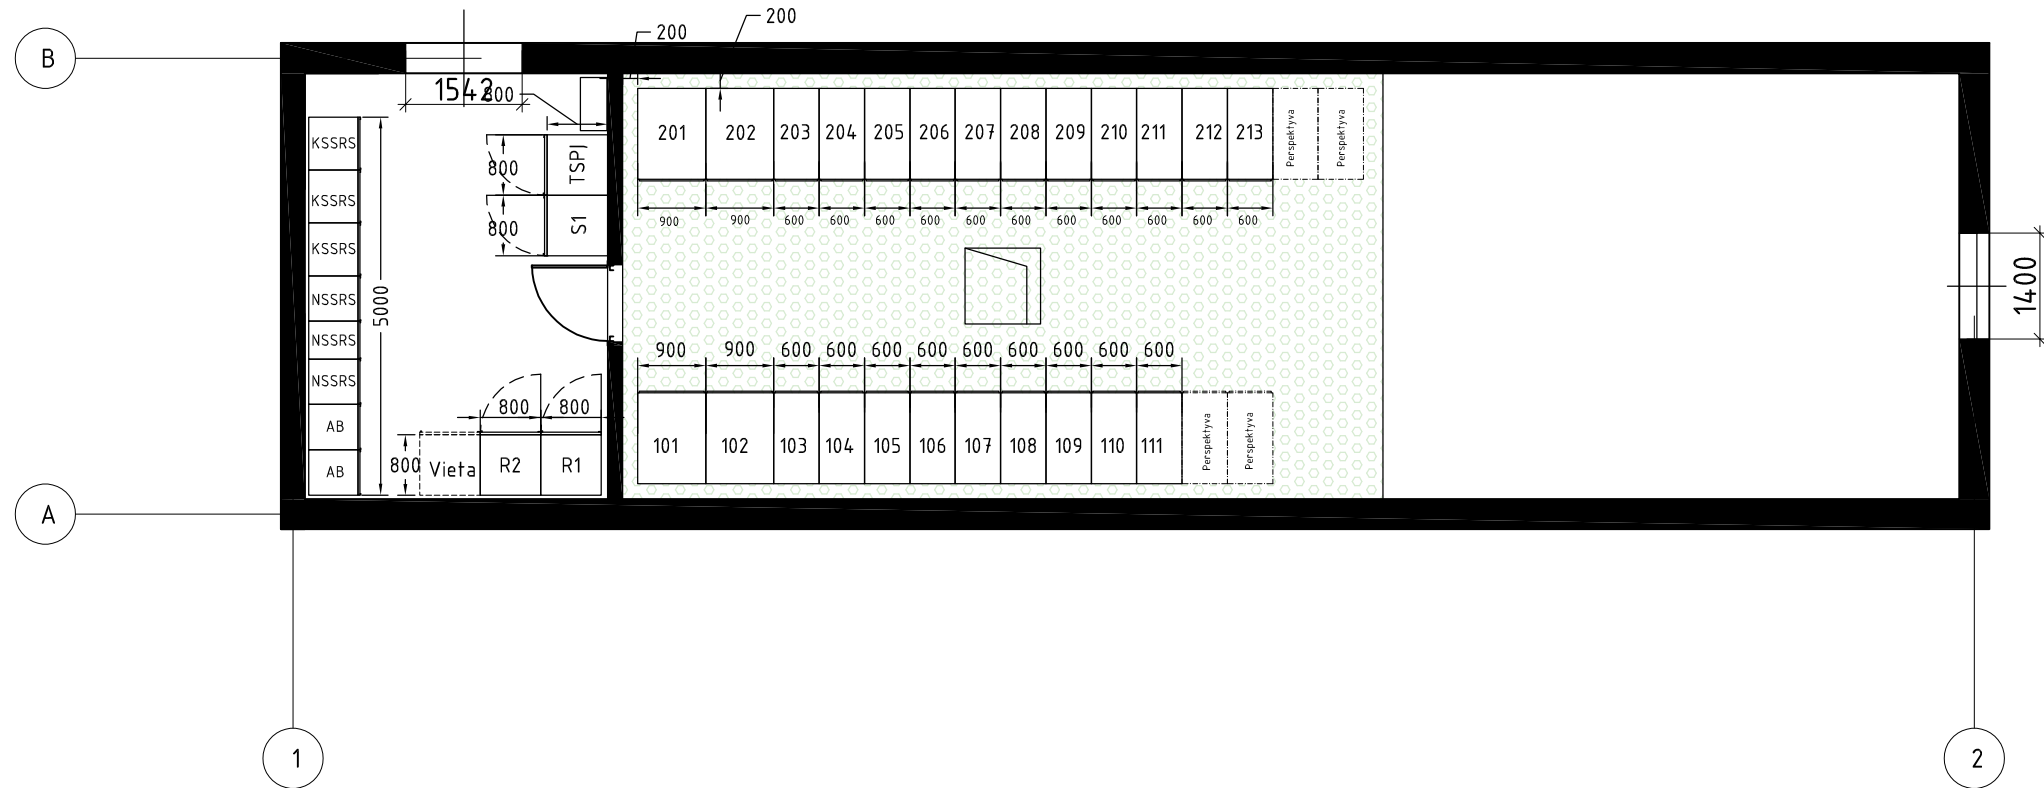 200
200
B
1542
800
201 202 203 204 205 206 207 208 209 210 211 212 213
Perspektyva
Perspektyva
KSSRS
KSSRS
KSSRS
NSSRS
NSSRS
NSSRS
AB
AB
5000
800
TSPJ
800
S1
900 900 600 600 600 600 600 600 600 600 600 600 600
1400
900 900 600 600 600 600 600 600 600 600 600
101 102 103 104 105 106 107 108 109 110 111
Perspektyva
Perspektyva
800 800
800
Vieta R2 R1
A
1
2